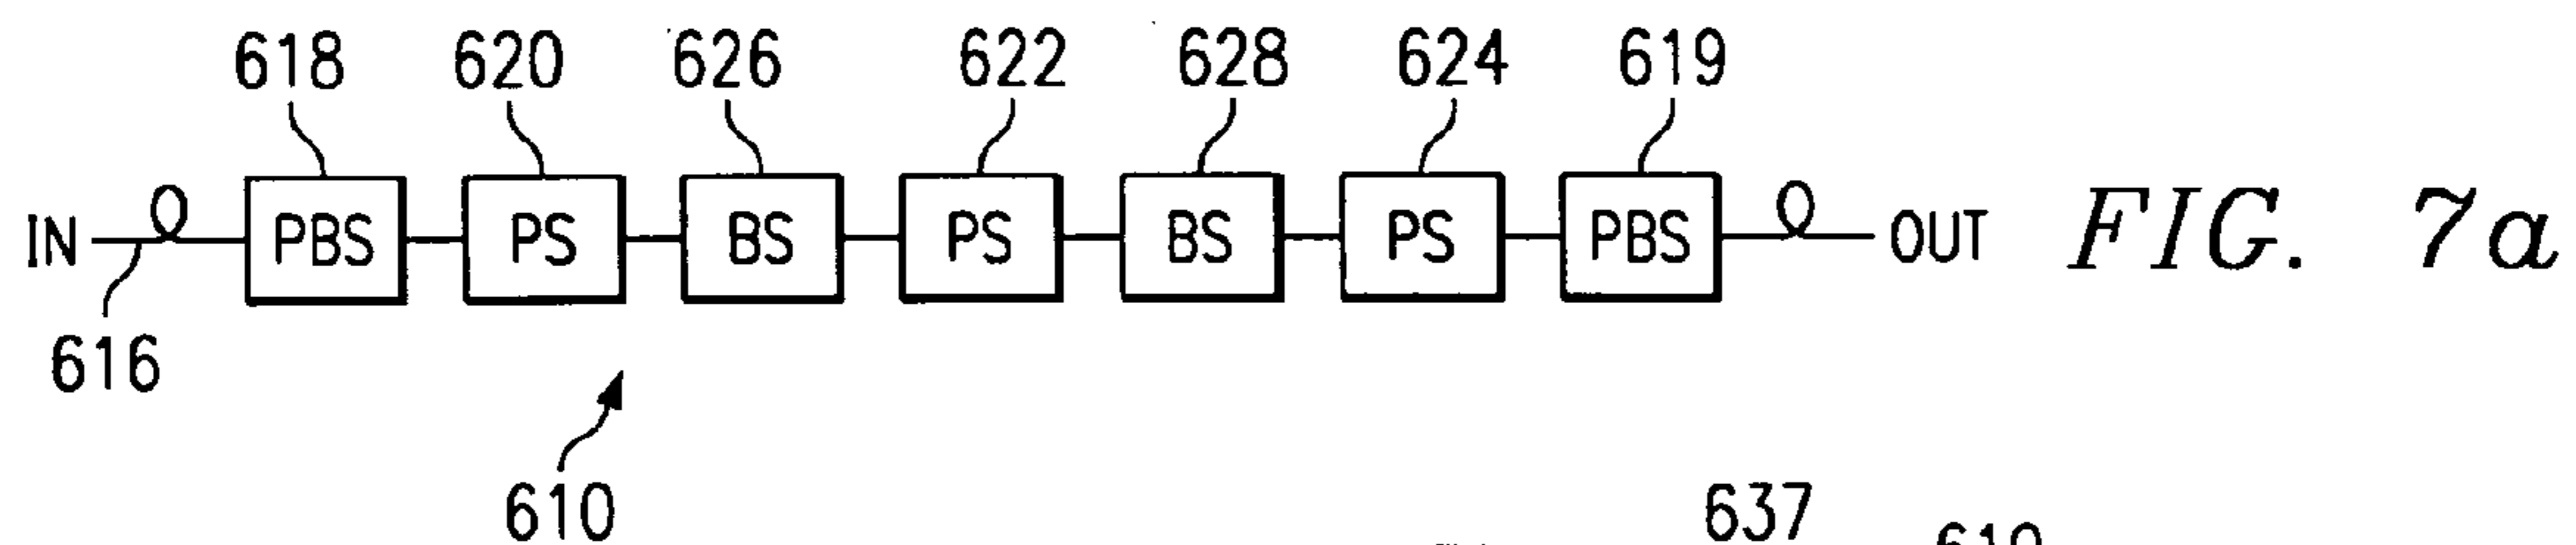 618 620 626 622 628 624 619
IN PBS PS BS PS BS PS PBS OUT FIG. 7a
616
610
637